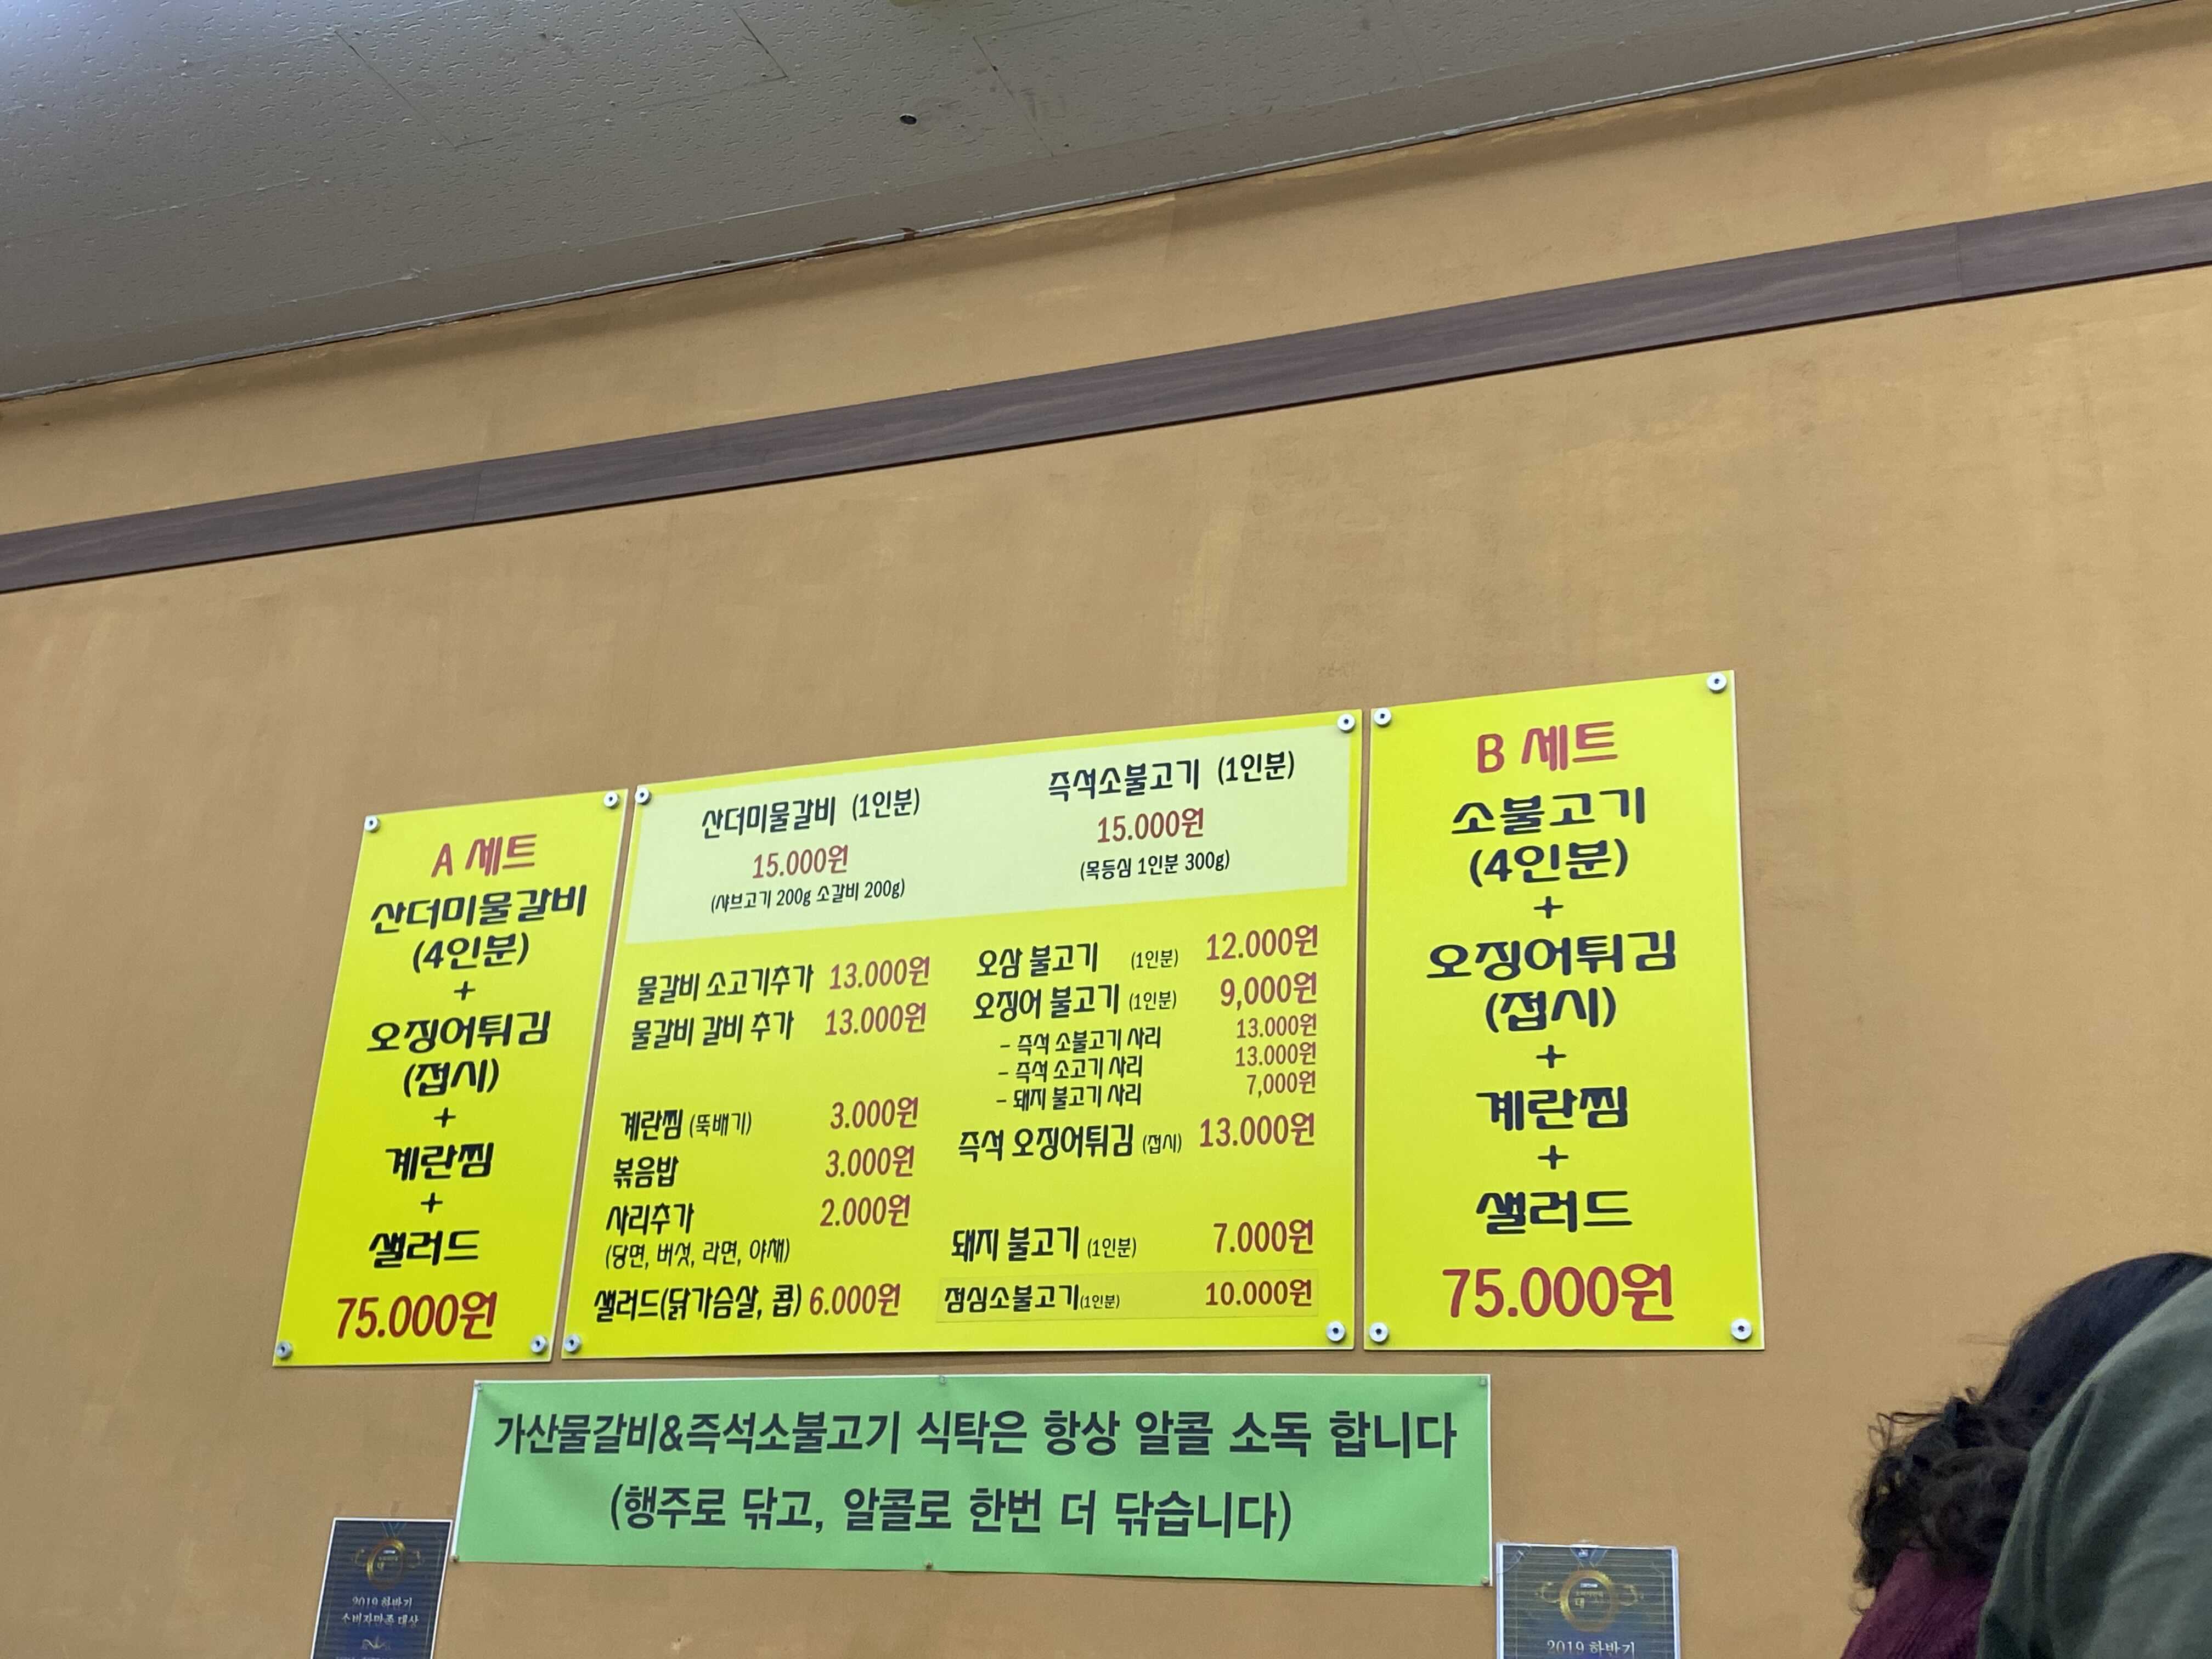 A 세트
산더미물갈비
(4인분)
+
오징어튀김
(접시)
+
계란찜
+
샐러드
75.000원
산더미물갈비 (1인분)
15.000원
(샤브고기 200g 소갈비 200g)
즉석소불고기 (1인분)
15.000원
(목등심 1인분 300g)
물갈비 소고기추가 13.000원
물갈비 갈비 추가 13.000원
계란찜 (뚝배기) 3.000원
볶음밥 3.000원
사리추가 2.000원
(당면, 버섯, 라면, 야채)
샐러드(닭가슴살, 콥) 6.000원
오삼 불고기 (1인분) 12.000원
오징어 불고기 (1인분) 9,000원
- 즉석 소불고기 사리 13.000원
- 즉석 소고기 사리 13.000원
- 돼지 불고기 사리 7,000원
즉석 오징어튀김 (접시) 13.000원
돼지 불고기 (1인분) 7.000원
점심소불고기(1인분) 10.000원
B 세트
소불고기
(4인분)
+
오징어튀김
(접시)
+
계란찜
+
샐러드
75.000원
가산물갈비&즉석소불고기 식탁은 항상 알콜 소독 합니다
(행주로 닦고, 알콜로 한번 더 닦습니다)
2019 하반기
소비자만족 대상
2019 하반기